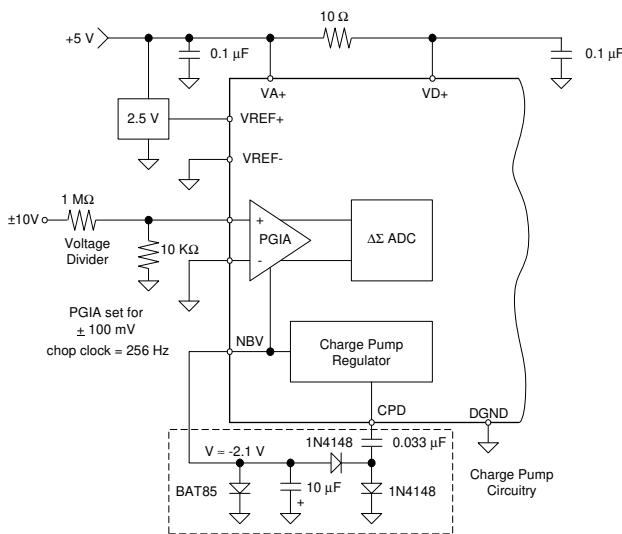 10 Ω
+5 V
0.1 µF
0.1 µF
VA+
VD+
2.5 V
VREF+
VREF-
±10V
1 MΩ
Voltage
Divider
10 KΩ
+
PGIA
-
ΔΣ ADC
PGIA set for
± 100 mV
chop clock = 256 Hz
NBV
Charge Pump
Regulator
CPD
DGND
1N4148
0.033 µF
V = -2.1 V
BAT85
10 µF
+
1N4148
Charge Pump
Circuitry